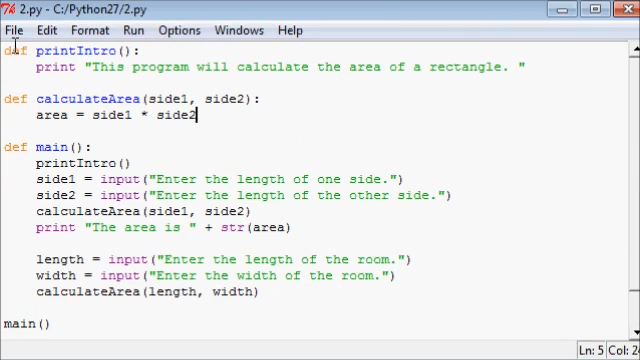 2.py - C:/Python27/2.py
File Edit Format Run Options Windows Help
def printIntro():
    print "This program will calculate the area of a rectangle. "
def calculateArea(side1, side2):
    area = side1 * side2
def main():
    printIntro()
    side1 = input("Enter the length of one side.")
    side2 = input("Enter the length of the other side.")
    calculateArea(side1, side2)
    print "The area is " + str(area)
    length = input("Enter the length of the room.")
    width = input("Enter the width of the room.")
    calculateArea(length, width)
main()
Ln: 5 Col: